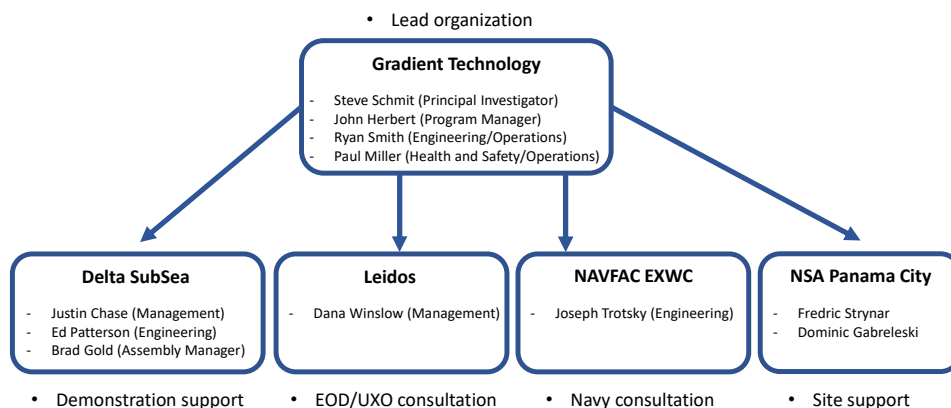 • Lead organization
Gradient Technology
- Steve Schmit (Principal Investigator)
- John Herbert (Program Manager)
- Ryan Smith (Engineering/Operations)
- Paul Miller (Health and Safety/Operations)
Delta SubSea
- Justin Chase (Management)
- Ed Patterson (Engineering)
- Brad Gold (Assembly Manager)
• Demonstration support
Leidos
- Dana Winslow (Management)
• EOD/UXO consultation
NAVFAC EXWC
- Joseph Trotsky (Engineering)
• Navy consultation
NSA Panama City
- Fredric Strynar
- Dominic Gabreleski
• Site support